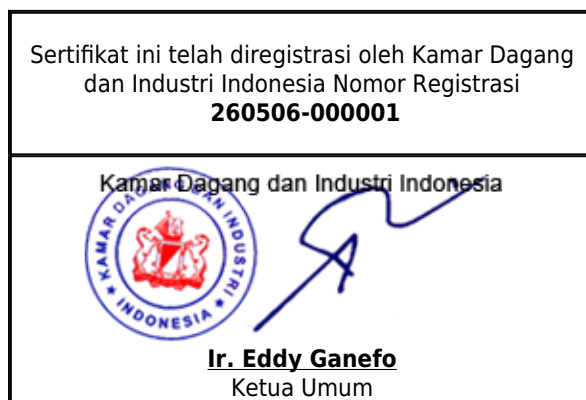 Sertifikat ini telah diregistrasi oleh Kamar Dagang
dan Industri Indonesia Nomor Registrasi
260506-000001
Kamar Dagang dan Industri Indonesia
KAMAR DAGANG DAN INDUSTRI
★ INDONESIA ★
Ir. Eddy Ganefo
Ketua Umum